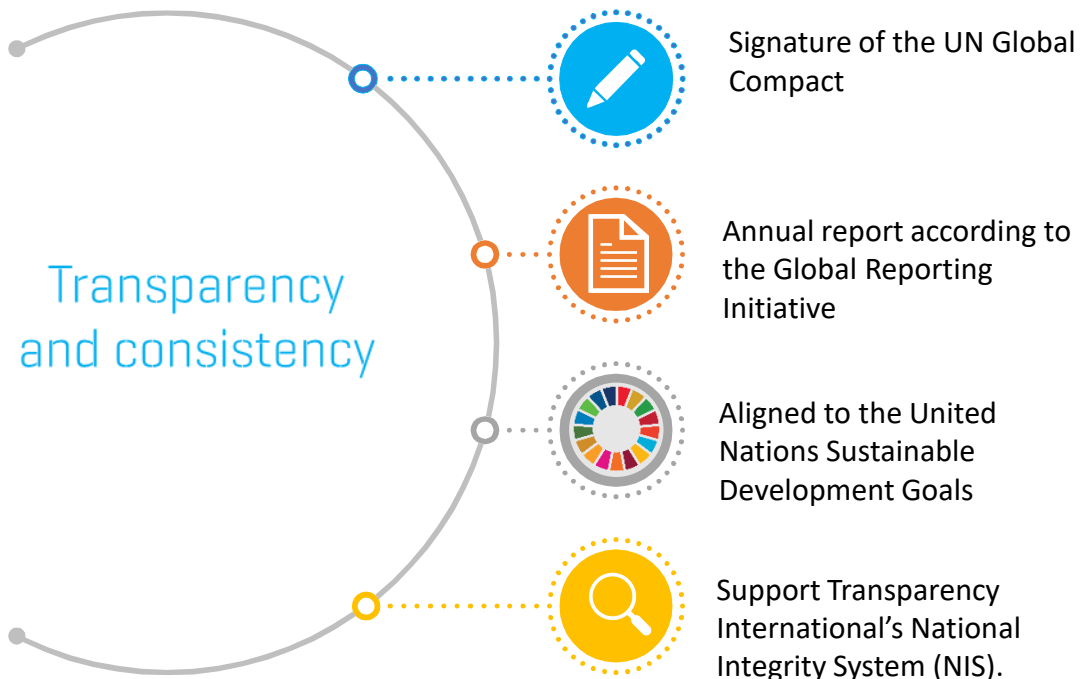 Signature of the UN Global
Compact
Annual report according to
the Global Reporting
Initiative
Transparency
and consistency
Aligned to the United
Nations Sustainable
Development Goals
Support Transparency
International’s National
Integrity System (NIS).